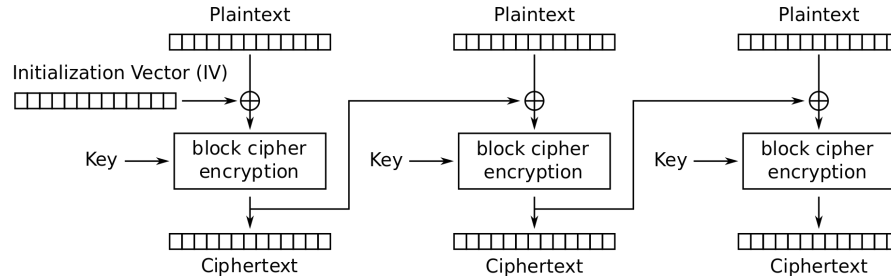 Plaintext
Plaintext
Plaintext
Initialization Vector (IV)
Key
block cipher
encryption
Key
block cipher
encryption
Key
block cipher
encryption
Ciphertext
Ciphertext
Ciphertext